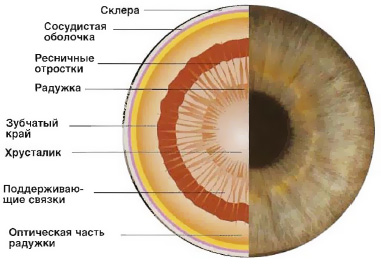 Склера
Сосудистая
оболочка
Ресничные
отростки
Радужка
Зубчатый
край
Хрусталик
Поддерживаю-
щие связки
Оптическая часть
радужки